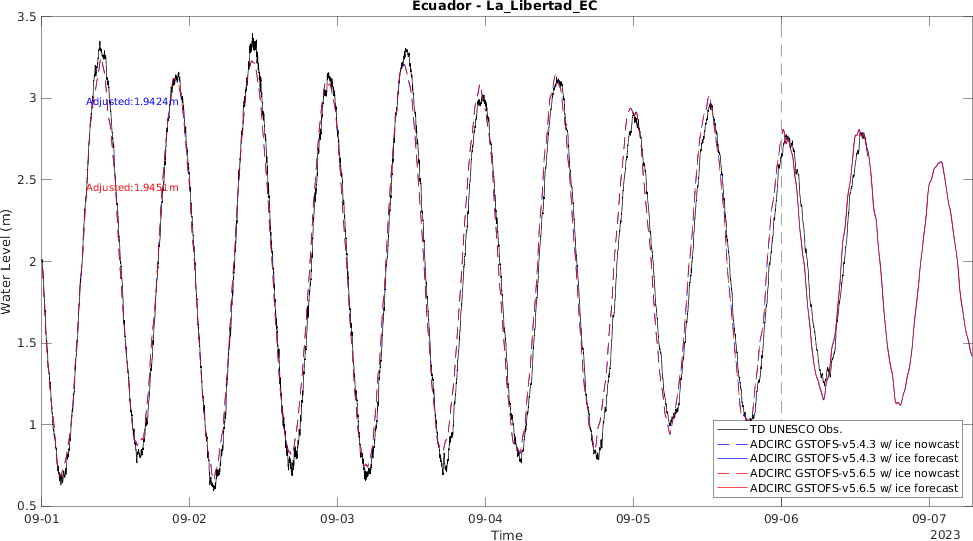 Ecuador - La_Libertad_EC
3.5
3
2.5
2
1.5
1
0.5
Water Level (m)
Adjusted:1.9424m
Adjusted:1.9451m
TD UNESCO Obs.
ADCIRC GSTOFS-v5.4.3 w/ ice nowcast
ADCIRC GSTOFS-v5.4.3 w/ ice forecast
ADCIRC GSTOFS-v5.6.5 w/ ice nowcast
ADCIRC GSTOFS-v5.6.5 w/ ice forecast
09-01 09-02 09-03 09-04 09-05 09-06 09-07
Time
2023